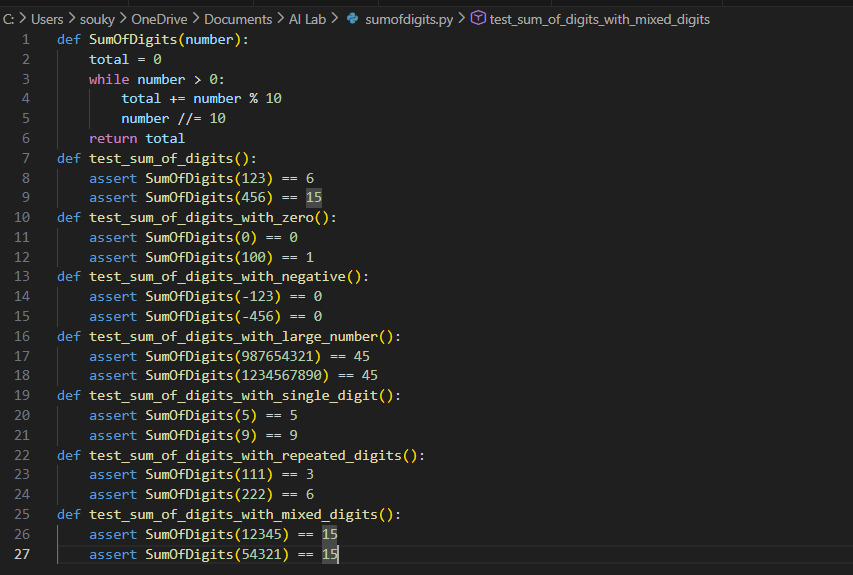 C: > Users > souky > OneDrive > Documents > AI Lab > sumofdigits.py > test_sum_of_digits_with_mixed_digits
1 def SumOfDigits(number):
2     total = 0
3     while number > 0:
4         total += number % 10
5         number //= 10
6     return total
7 def test_sum_of_digits():
8     assert SumOfDigits(123) == 6
9     assert SumOfDigits(456) == 15
10 def test_sum_of_digits_with_zero():
11     assert SumOfDigits(0) == 0
12     assert SumOfDigits(100) == 1
13 def test_sum_of_digits_with_negative():
14     assert SumOfDigits(-123) == 0
15     assert SumOfDigits(-456) == 0
16 def test_sum_of_digits_with_large_number():
17     assert SumOfDigits(987654321) == 45
18     assert SumOfDigits(1234567890) == 45
19 def test_sum_of_digits_with_single_digit():
20     assert SumOfDigits(5) == 5
21     assert SumOfDigits(9) == 9
22 def test_sum_of_digits_with_repeated_digits():
23     assert SumOfDigits(111) == 3
24     assert SumOfDigits(222) == 6
25 def test_sum_of_digits_with_mixed_digits():
26     assert SumOfDigits(12345) == 15
27     assert SumOfDigits(54321) == 15